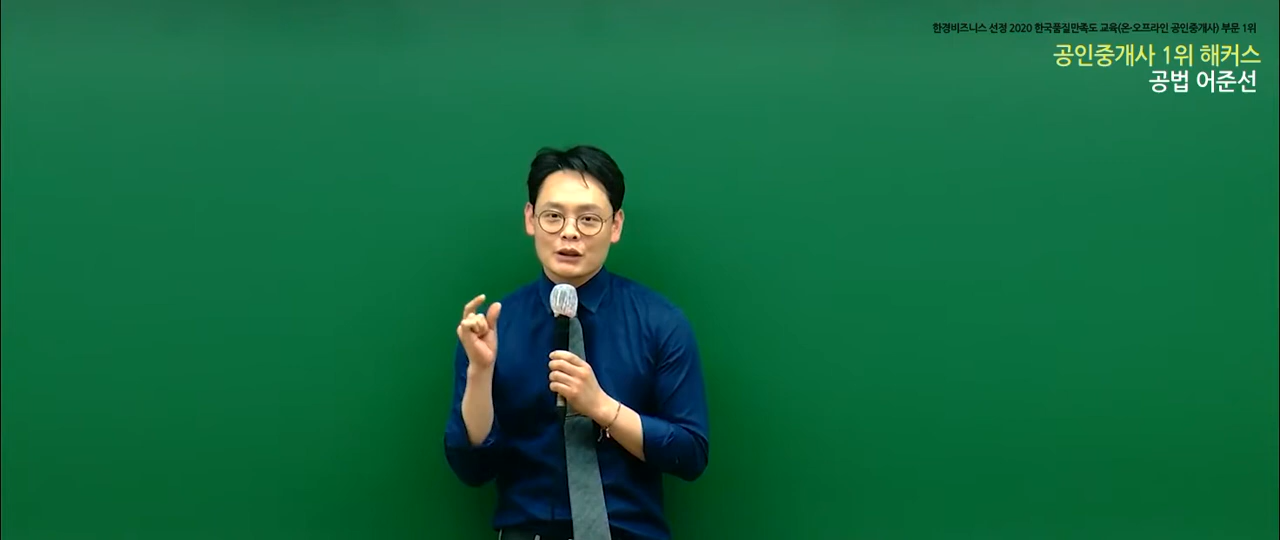 한경비즈니스 선정 2020 한국품질만족도 교육(온·오프라인 공인중개사) 부문 1위
공인중개사 1위 해커스
공법 어준선